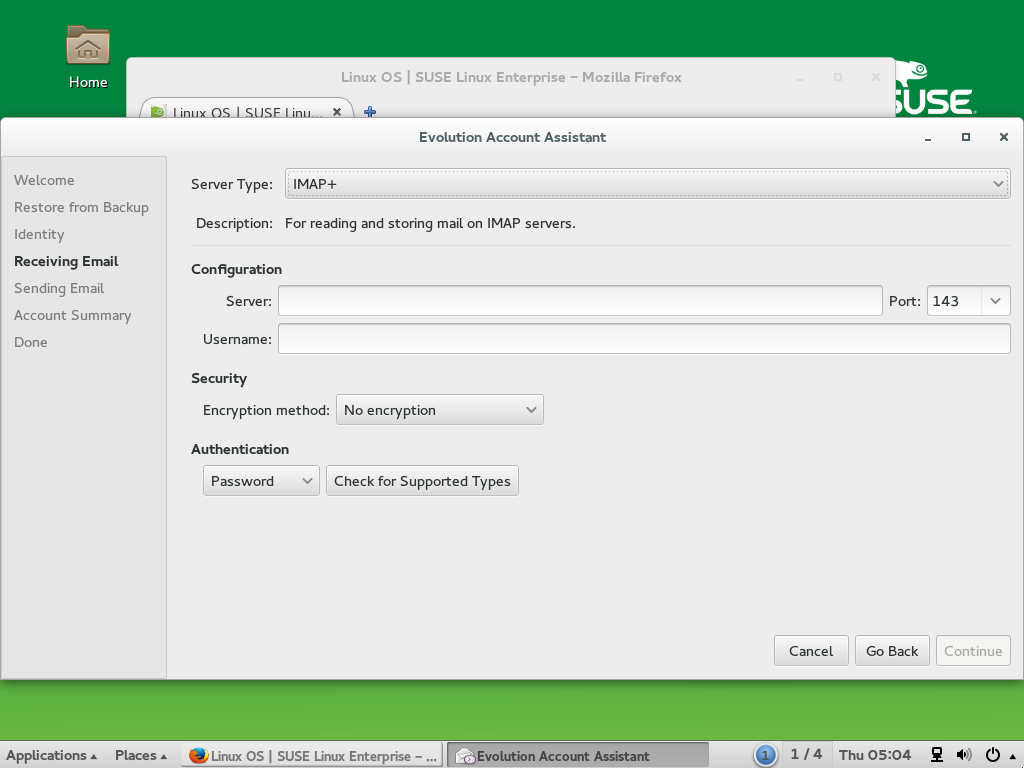 Home
Linux OS | SUSE Linux Enterprise – Mozilla Firefox
SUSE
Linux OS | SUSE Linu...
Evolution Account Assistant
Welcome
Restore from Backup
Identity
Receiving Email
Sending Email
Account Summary
Done
Server Type: IMAP+
Description: For reading and storing mail on IMAP servers.
Configuration
Server: Port: 143
Username:
Security
Encryption method: No encryption
Authentication
Password Check for Supported Types
Cancel Go Back Continue
Applications Places Linux OS | SUSE Linux Enterprise – ... Evolution Account Assistant 1 1 / 4 Thu 05:04